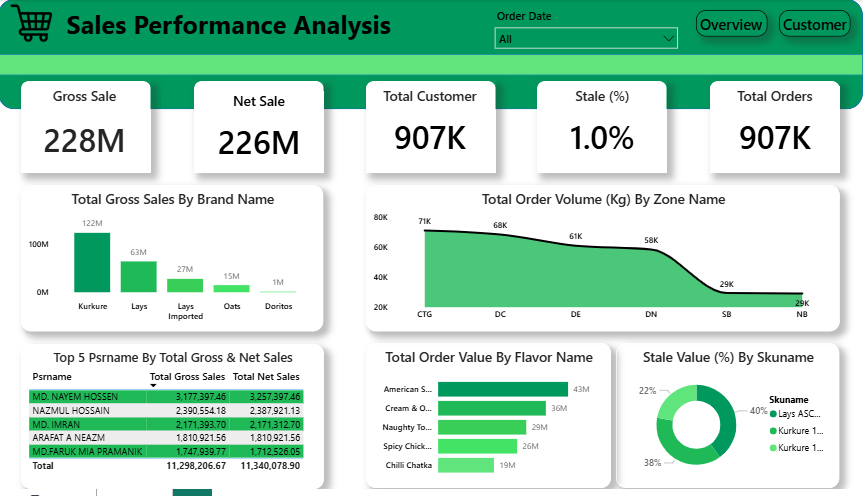 Sales Performance Analysis
Order Date
All
Overview
Customer
Gross Sale
228M
Net Sale
226M
Total Customer
907K
Stale (%)
1.0%
Total Orders
907K
Total Gross Sales By Brand Name
100M
0M
122M
63M
27M
15M
1M
Kurkure
Lays
Lays
Imported
Oats
Doritos
Total Order Volume (Kg) By Zone Name
80K
60K
40K
20K
71K
68K
61K
58K
29K
29K
CTG
DC
DE
DN
SB
NB
Top 5 Psrname By Total Gross & Net Sales
Psrname Total Gross Sales Total Net Sales
MD. NAYEM HOSSEN 3,177,397.46 3,257,397.46
NAZMUL HOSSAIN 2,390,554.18 2,387,921.13
MD. IMRAN 2,171,393.70 2,171,312.70
ARAFAT A NEAZM 1,810,921.56 1,810,921.56
MD.FARUK MIA PRAMANIK 1,747,939.77 1,712,526.05
Total 11,298,206.67 11,340,078.90
Total Order Value By Flavor Name
American S... 43M
Cream & O... 36M
Naughty To... 29M
Spicy Chick... 26M
Chilli Chatka 19M
Stale Value (%) By Skuname
22%
40%
38%
Skuname
Lays ASC...
Kurkure 1...
Kurkure 1...